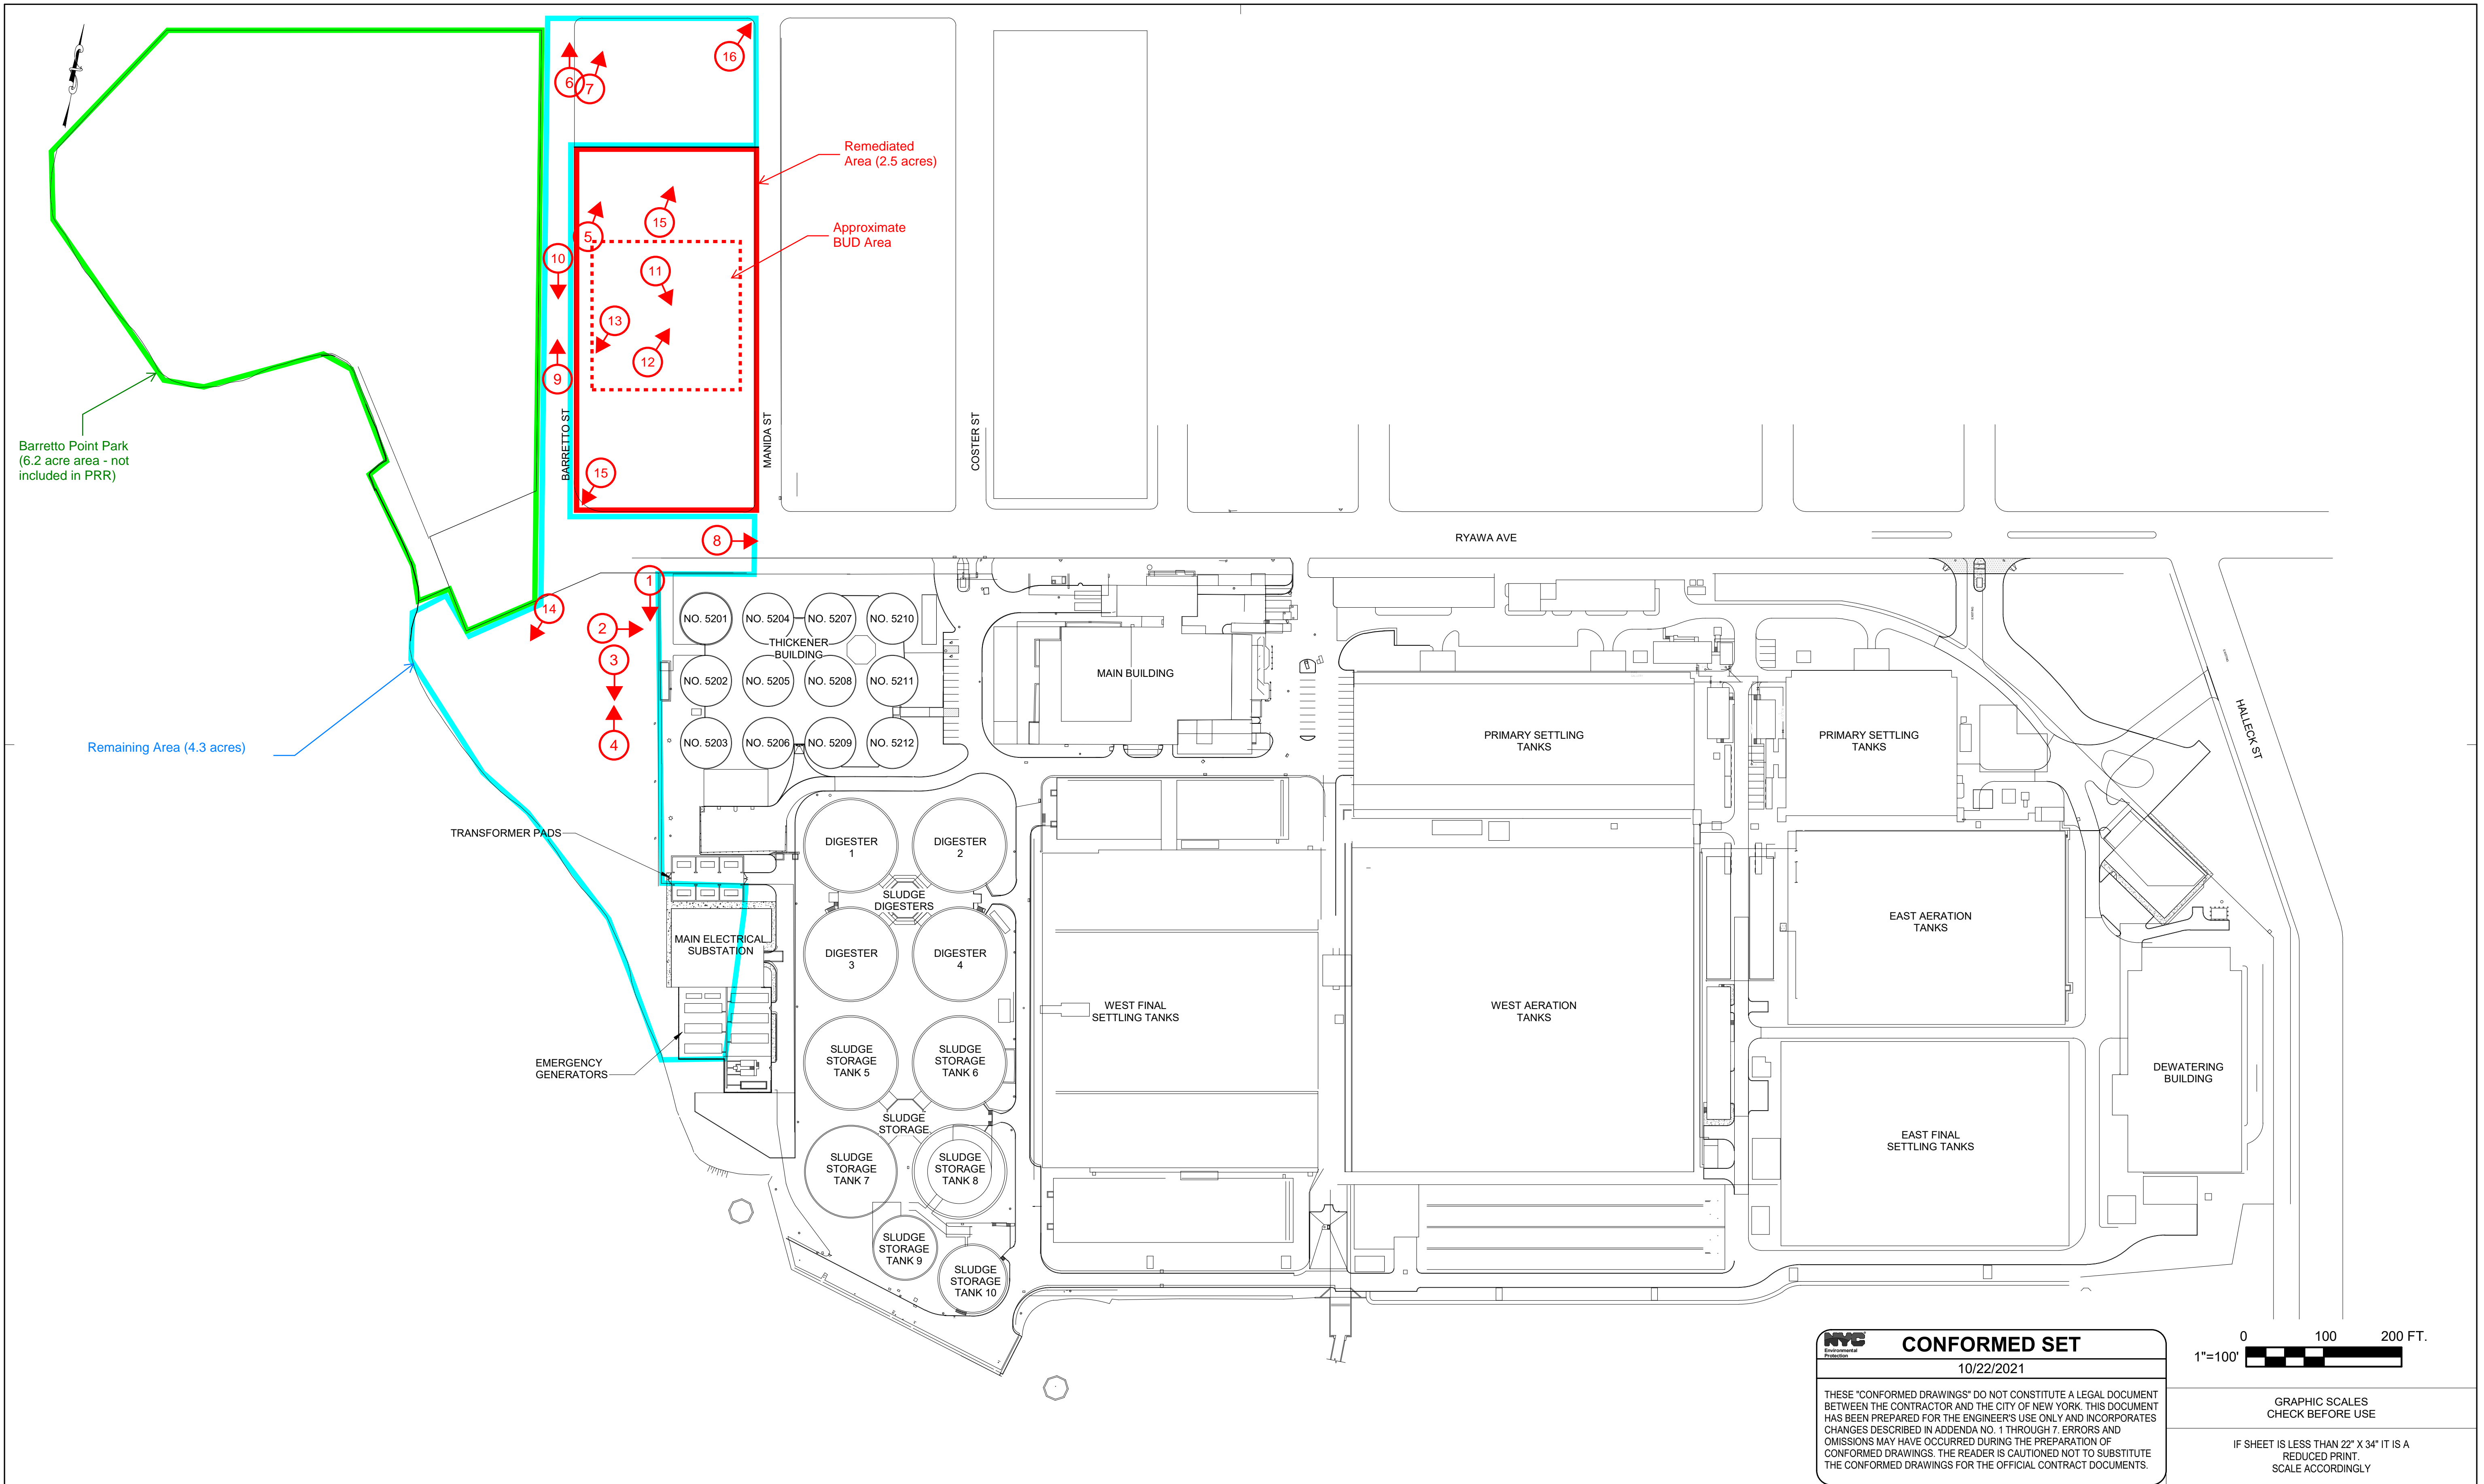 6
7
16
Remediated
Area (2.5 acres)
15
5
Approximate
BUD Area
10
11
13
12
9
BARRETTO ST
MANIDA ST
COSTER ST
Barretto Point Park
(6.2 acre area - not
included in PRR)
15
8
RYAWA AVE
1
14
2
3
4
Remaining Area (4.3 acres)
NO. 5201
NO. 5204
NO. 5207
NO. 5210
THICKENER
BUILDING
NO. 5202
NO. 5205
NO. 5208
NO. 5211
NO. 5203
NO. 5206
NO. 5209
NO. 5212
MAIN BUILDING
PRIMARY SETTLING
TANKS
PRIMARY SETTLING
TANKS
HALLECK ST
TRANSFORMER PADS
DIGESTER
1
DIGESTER
2
SLUDGE
DIGESTERS
DIGESTER
3
DIGESTER
4
MAIN ELECTRICAL
SUBSTATION
EAST AERATION
TANKS
WEST FINAL
SETTLING TANKS
WEST AERATION
TANKS
EMERGENCY
GENERATORS
SLUDGE
STORAGE
TANK 5
SLUDGE
STORAGE
TANK 6
DEWATERING
BUILDING
SLUDGE
STORAGE
EAST FINAL
SETTLING TANKS
SLUDGE
STORAGE
TANK 7
SLUDGE
STORAGE
TANK 8
SLUDGE
STORAGE
TANK 9
SLUDGE
STORAGE
TANK 10
NYC
Environmental
Protection
CONFORMED SET
10/22/2021
THESE "CONFORMED DRAWINGS" DO NOT CONSTITUTE A LEGAL DOCUMENT
BETWEEN THE CONTRACTOR AND THE CITY OF NEW YORK. THIS DOCUMENT
HAS BEEN PREPARED FOR THE ENGINEER'S USE ONLY AND INCORPORATES
CHANGES DESCRIBED IN ADDENDA NO. 1 THROUGH 7. ERRORS AND
OMISSIONS MAY HAVE OCCURRED DURING THE PREPARATION OF
CONFORMED DRAWINGS. THE READER IS CAUTIONED NOT TO SUBSTITUTE
THE CONFORMED DRAWINGS FOR THE OFFICIAL CONTRACT DOCUMENTS.
0 100 200 FT.
1"=100'
GRAPHIC SCALES
CHECK BEFORE USE
IF SHEET IS LESS THAN 22" X 34" IT IS A
REDUCED PRINT.
SCALE ACCORDINGLY